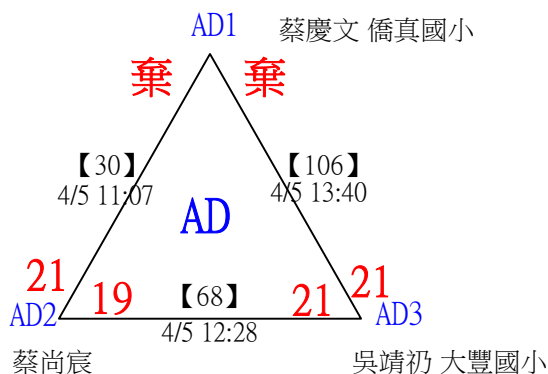 AD1 蔡慶文 僑真國小
棄 棄
【30】 【106】
4/5 11:07 4/5 13:40
AD
21 19 【68】 21 21
AD2 4/5 12:28 AD3
蔡尚宸 吳靖礽 大豐國小